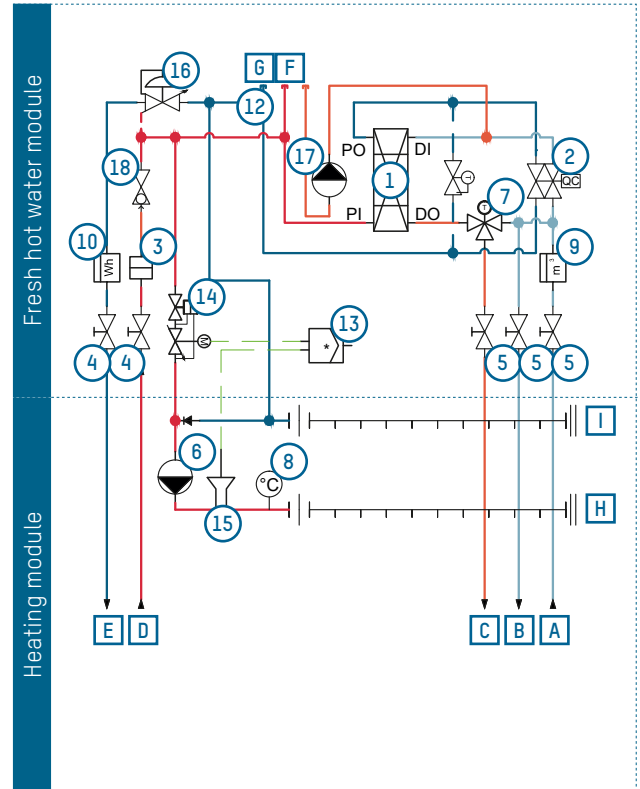 Fresh hot water module
Heating module
16
G
F
12
17
PO
DI
1
PI
DO
T
T
7
2
QC
18
10
Wh
3
14
M
13
*
9
m³
4
4
5
5
5
6
8
°C
15
I
H
E
D
C
B
A